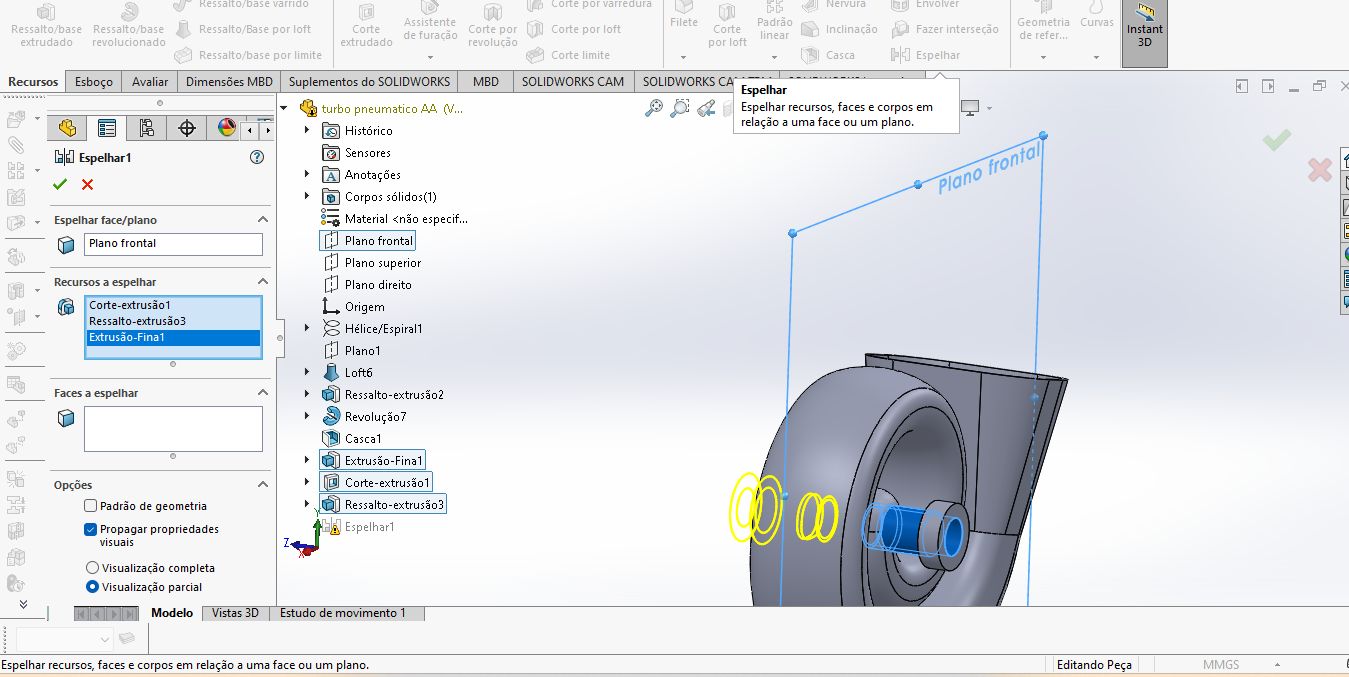 Ressalto/base
extrudado
Ressalto/base
revolucionado
Ressalto/base varrido
Ressalto/Base por loft
Ressalto/Base por limite
Corte
extrudado
Assistente
de furação
Corte por
revolução
Corte por varredura
Corte por loft
Corte limite
Filete
Corte
por loft
Padrão
linear
Nervura
Inclinação
Casca
Envolver
Fazer interseção
Espelhar
Geometria
de refer...
Curvas
Instant
3D
Recursos
Esboço
Avaliar
Dimensões MBD
Suplementos do SOLIDWORKS
MBD
SOLIDWORKS CAM
Espelhar
Espelhar recursos, faces e corpos em
relação a uma face ou um plano.
Espelhar1
Espelhar face/plano
Plano frontal
Recursos a espelhar
Corte-extrusão1
Ressalto-extrusão3
Extrusão-Fina1
Faces a espelhar
Opções
Padrão de geometria
Propagar propriedades
visuais
Visualização completa
Visualização parcial
turbo pneumatico AA (V...
Histórico
Sensores
Anotações
Corpos sólidos(1)
Material <não especif...
Plano frontal
Plano superior
Plano direito
Origem
Hélice/Espiral1
Plano1
Loft6
Ressalto-extrusão2
Revolução7
Casca1
Extrusão-Fina1
Corte-extrusão1
Ressalto-extrusão3
Espelhar1
Plano frontal
Y
Z
X
Modelo
Vistas 3D
Estudo de movimento 1
Espelhar recursos, faces e corpos em relação a uma face ou um plano.
Editando Peça
MMGS